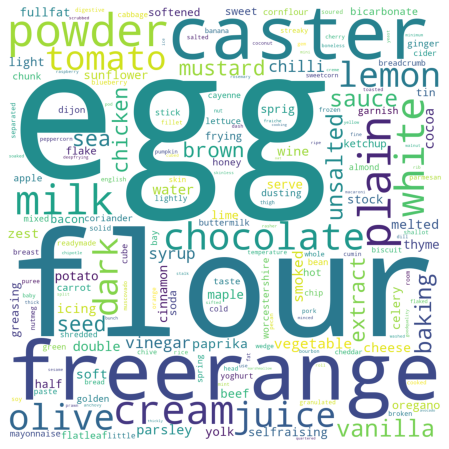 fullfat softened sweet cornflour bicarbonate
powder caster
cabbage banana streaky
light tomato salted sweetcorn ginger
chunk sunflower mustard chilli lemon cider
egg
separated chicken dijon cayenne sprig breadcrumb
stick lettuce frozen sauce tin
sea frying garnish
flake brown wine unsalted white plain cocoa
peppercorn fillet honey ketchup
apple english skin water dusting serve almond parmesan
milk lightly pumpkin stock
mixed bacon coriander lime buttermilk melted
zest solid chocolate shallot thyme
breast readymade bay bean biscuit
flour
dark syrup temperature whole cumin
puree potato cube cinnamon taste hot room
greasing carrot maple smoked chip extract celery
baby icing soda cold worcestershire pork baking
nutmeg seed vinegar paprika vegetable cheese
shredded
freerange
green double chive rice spring wedge cheddar
sesame soft bread yoghurt bourbon
half golden beef oregano
paste olive cream juice vanilla
mayonnaise flatleaf little parsley yolk selfraising granulated broken